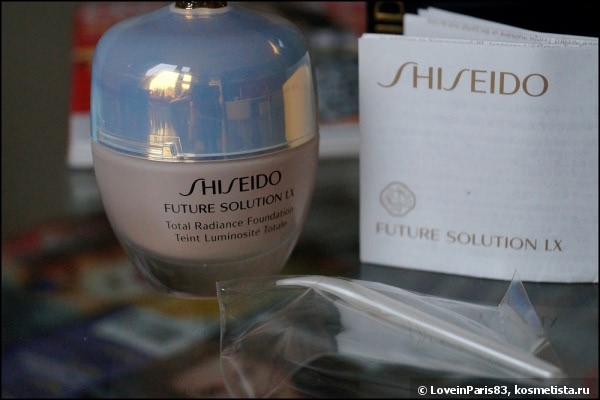 SHISEIDO
FUTURE SOLUTION LX
Total Radiance Foundation
Teint Luminosité Totale
SHISEIDO
FUTURE SOLUTION LX
© LoveinParis83, kosmetista.ru